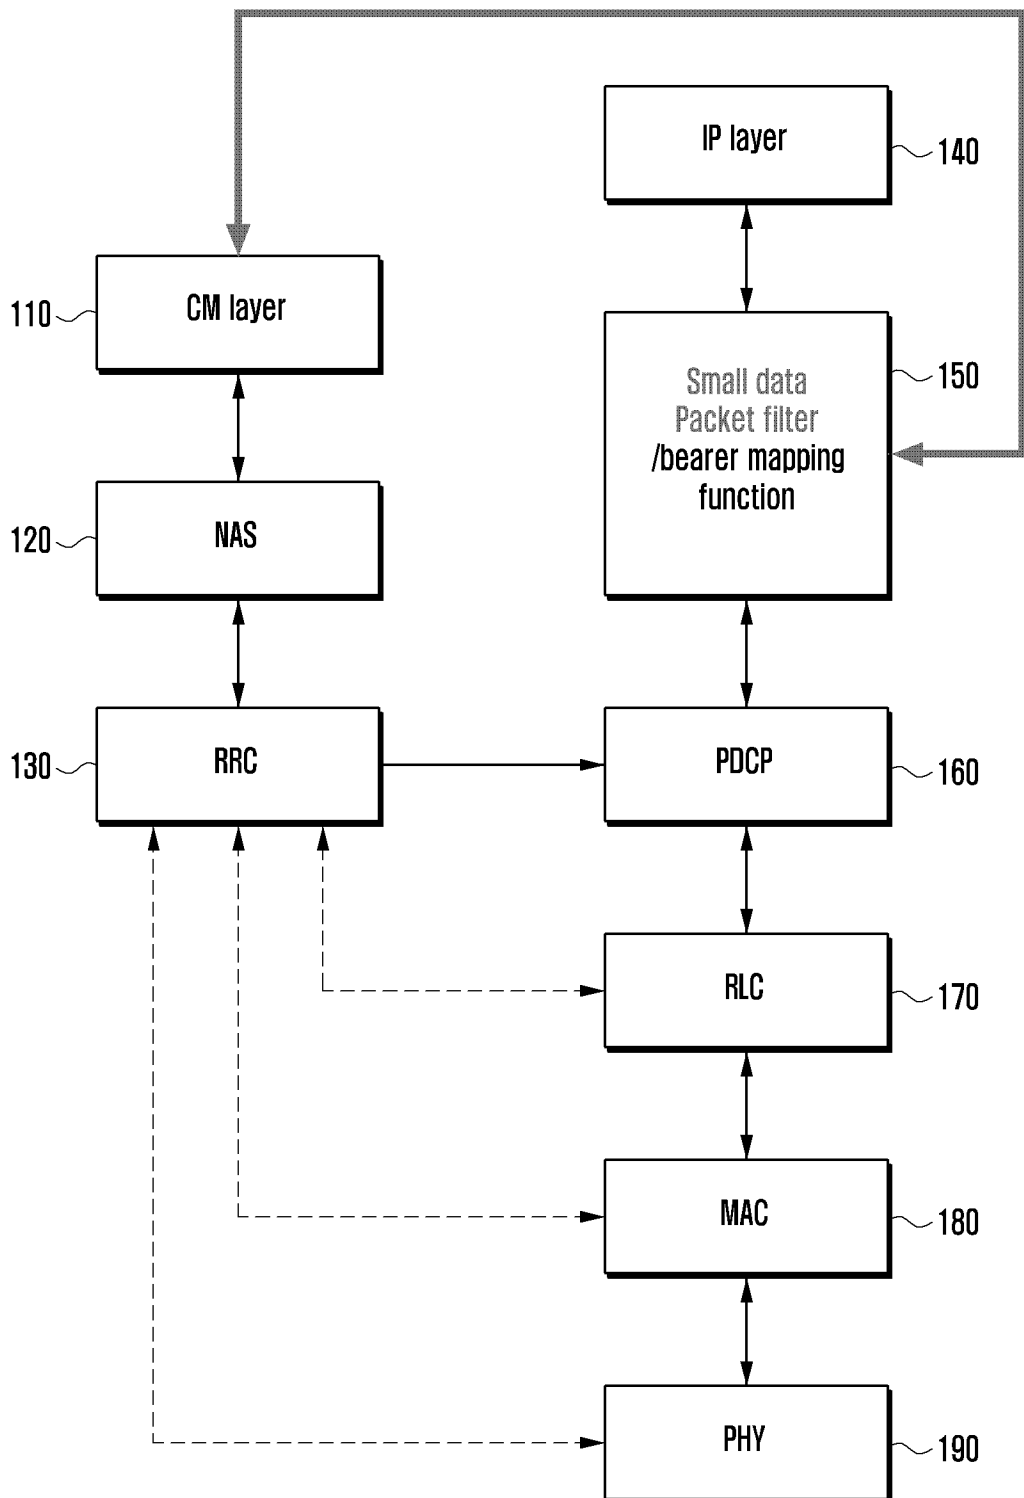 IP layer
140
CM layer
110
Small data
Packet filter
/bearer mapping
function
150
NAS
120
RRC
130
PDCP
160
RLC
170
MAC
180
PHY
190